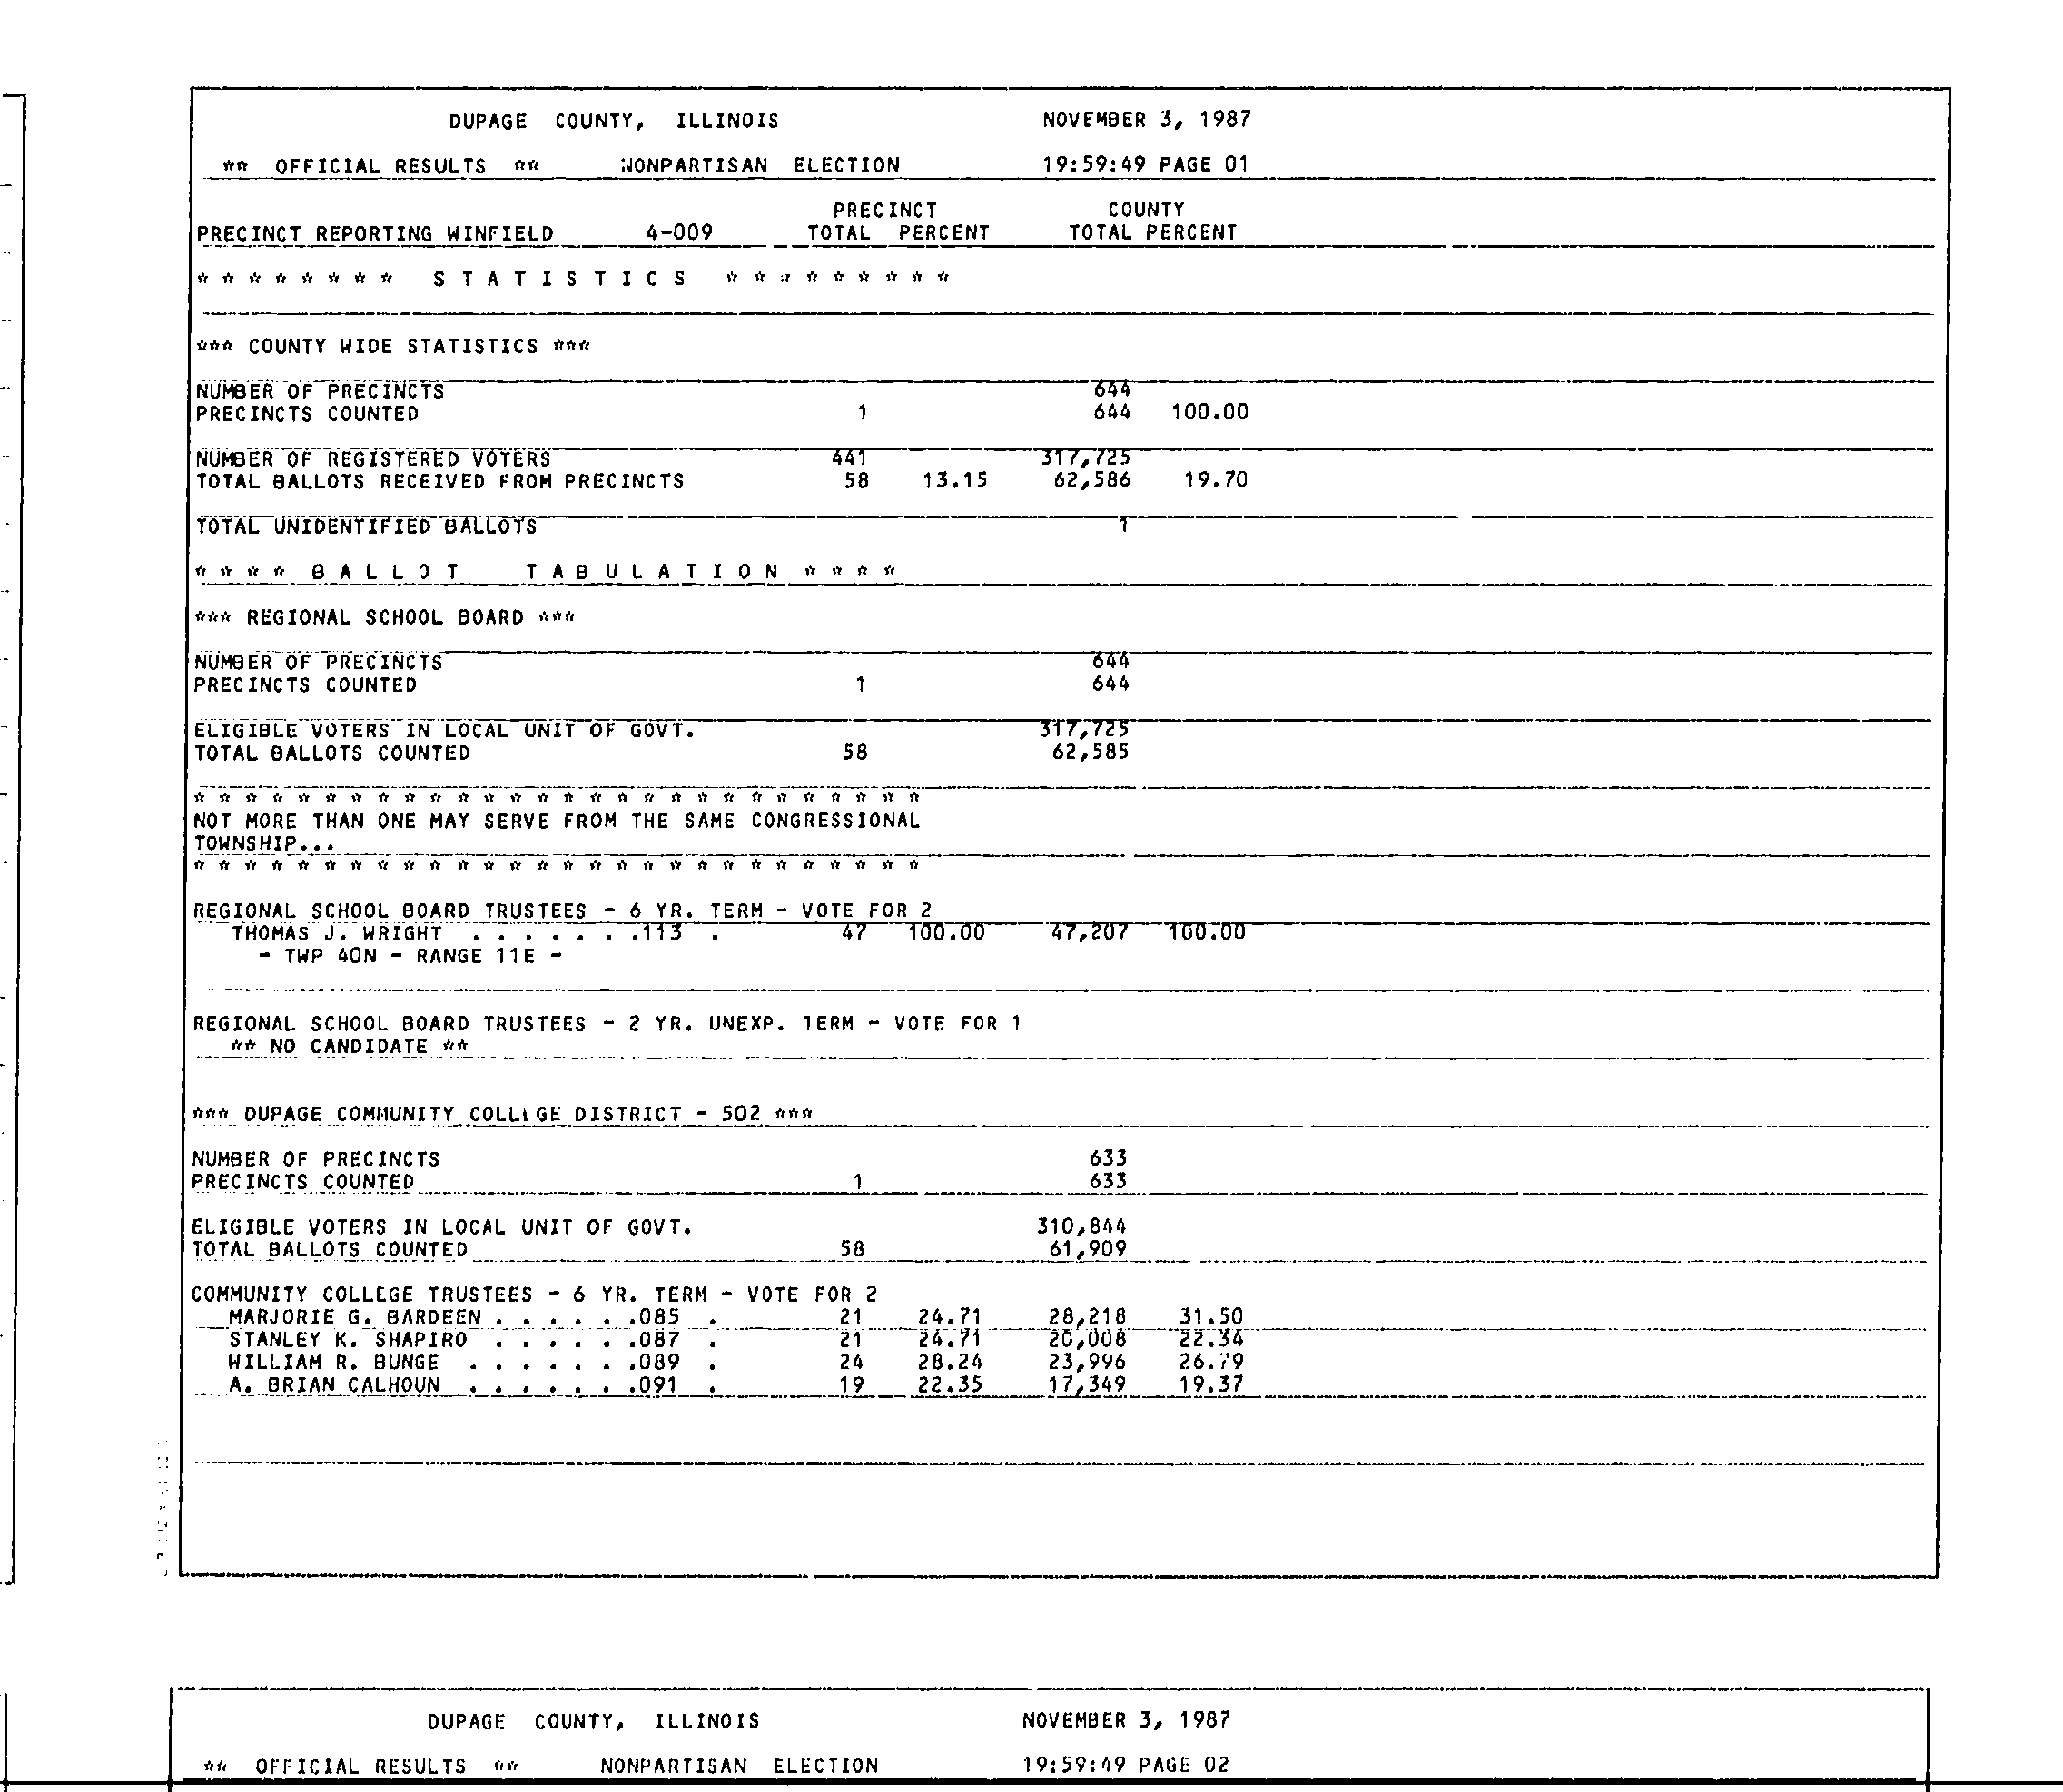 DUPAGE COUNTY, ILLINOIS NOVEMBER 3, 1987
** OFFICIAL RESULTS ** NONPARTISAN ELECTION 19:59:49 PAGE 01
PRECINCT COUNTY
PRECINCT REPORTING WINFIELD 4-009 TOTAL PERCENT TOTAL PERCENT
* * * * * * * * S T A T I S T I C S * * * * * * * * *
*** COUNTY WIDE STATISTICS ***
NUMBER OF PRECINCTS 644
PRECINCTS COUNTED 1 644 100.00
NUMBER OF REGISTERED VOTERS 441 317,725
TOTAL BALLOTS RECEIVED FROM PRECINCTS 58 13.15 62,586 19.70
TOTAL UNIDENTIFIED BALLOTS 1
* * * * B A L L O T T A B U L A T I O N * * * *
*** REGIONAL SCHOOL BOARD ***
NUMBER OF PRECINCTS 644
PRECINCTS COUNTED 1 644
ELIGIBLE VOTERS IN LOCAL UNIT OF GOVT. 317,725
TOTAL BALLOTS COUNTED 58 62,585
* * * * * * * * * * * * * * * * * * * * * * * * * * * *
NOT MORE THAN ONE MAY SERVE FROM THE SAME CONGRESSIONAL
TOWNSHIP...
* * * * * * * * * * * * * * * * * * * * * * * * * * * *
REGIONAL SCHOOL BOARD TRUSTEES - 6 YR. TERM - VOTE FOR 2
THOMAS J. WRIGHT . . . . . . .113 . 47 100.00 47,207 100.00
- TWP 40N - RANGE 11E -
REGIONAL SCHOOL BOARD TRUSTEES - 2 YR. UNEXP. TERM - VOTE FOR 1
** NO CANDIDATE **
*** DUPAGE COMMUNITY COLLEGE DISTRICT - 502 ***
NUMBER OF PRECINCTS 633
PRECINCTS COUNTED 1 633
ELIGIBLE VOTERS IN LOCAL UNIT OF GOVT. 310,844
TOTAL BALLOTS COUNTED 58 61,909
COMMUNITY COLLEGE TRUSTEES - 6 YR. TERM - VOTE FOR 2
MARJORIE G. BARDEEN . . . . . .085 . 21 24.71 28,218 31.50
STANLEY K. SHAPIRO . . . . . .087 . 21 24.71 20,008 22.34
WILLIAM R. BUNGE . . . . . . .089 . 24 28.24 23,996 26.79
A. BRIAN CALHOUN . . . . . . .091 . 19 22.35 17,349 19.37
DUPAGE COUNTY, ILLINOIS NOVEMBER 3, 1987
** OFFICIAL RESULTS ** NONPARTISAN ELECTION 19:59:49 PAGE 02